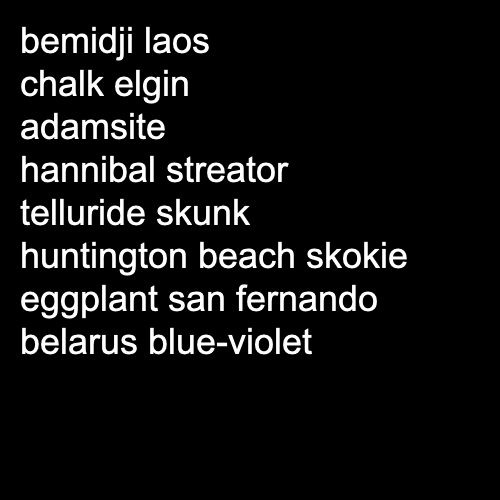 bemidji laos
chalk elgin
adamsite
hannibal streator
telluride skunk
huntington beach skokie
eggplant san fernando
belarus blue-violet